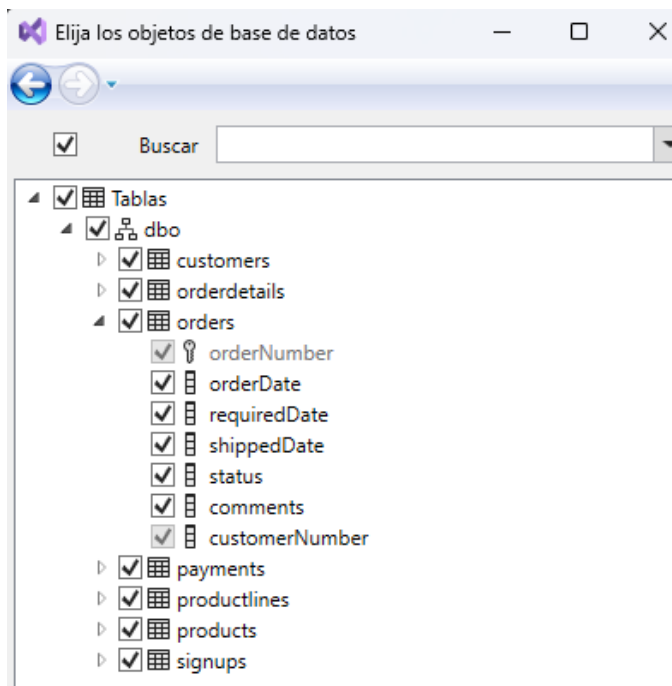 Elija los objetos de base de datos
Buscar
Tablas
dbo
customers
orderdetails
orders
orderNumber
orderDate
requiredDate
shippedDate
status
comments
customerNumber
payments
productlines
products
signups